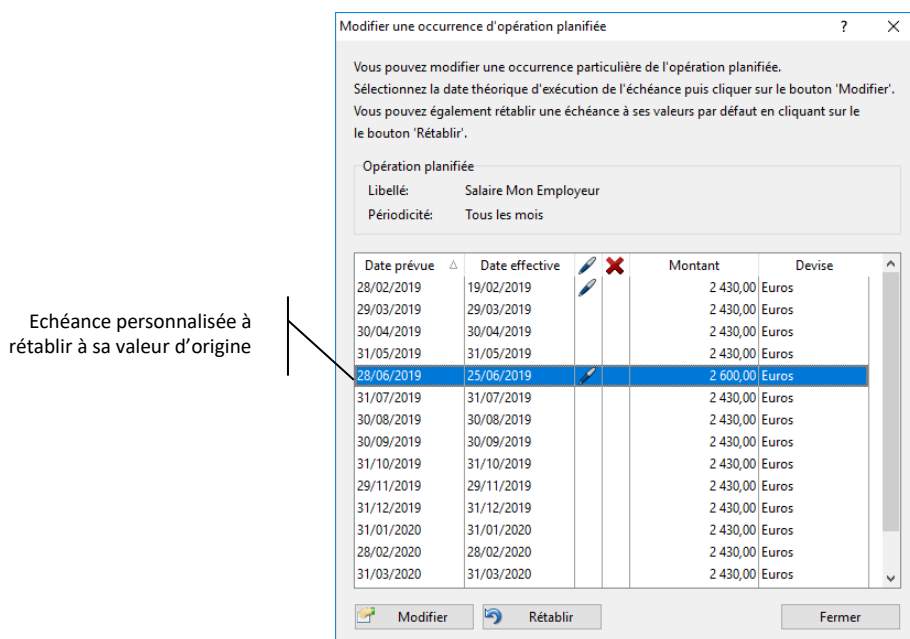 Modifier une occurrence d'opération planifiée
Vous pouvez modifier une occurrence particulière de l'opération planifiée.
Sélectionnez la date théorique d'exécution de l'échéance puis cliquer sur le bouton 'Modifier'.
Vous pouvez également rétablir une échéance à ses valeurs par défaut en cliquant sur le
le bouton 'Rétablir'.
Opération planifiée
Libellé: Salaire Mon Employeur
Périodicité: Tous les mois
Date prévue Date effective Montant Devise
28/02/2019 19/02/2019 2 430,00 Euros
29/03/2019 29/03/2019 2 430,00 Euros
30/04/2019 30/04/2019 2 430,00 Euros
31/05/2019 31/05/2019 2 430,00 Euros
28/06/2019 25/06/2019 2 600,00 Euros
31/07/2019 31/07/2019 2 430,00 Euros
30/08/2019 30/08/2019 2 430,00 Euros
30/09/2019 30/09/2019 2 430,00 Euros
31/10/2019 31/10/2019 2 430,00 Euros
29/11/2019 29/11/2019 2 430,00 Euros
31/12/2019 31/12/2019 2 430,00 Euros
31/01/2020 31/01/2020 2 430,00 Euros
28/02/2020 28/02/2020 2 430,00 Euros
31/03/2020 31/03/2020 2 430,00 Euros
Modifier Rétablir Fermer
Echéance personnalisée à
rétablir à sa valeur d'origine